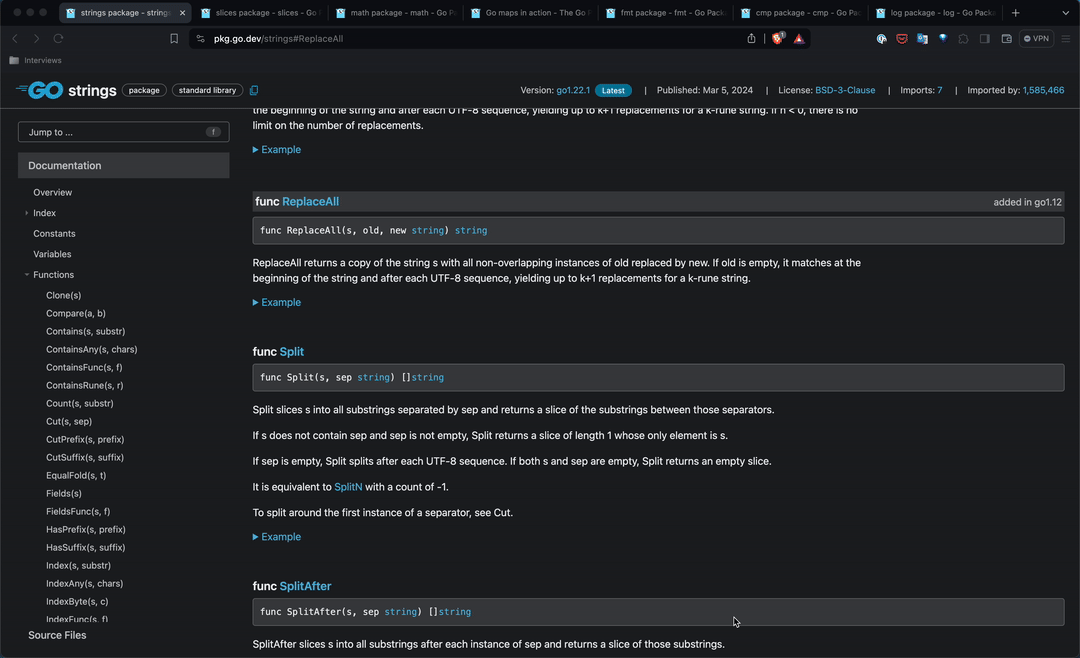 strings package - strings
slices package - slices - Go
math package - math - Go P
Go maps in action - The Go
fmt package - fmt - Go Pack
cmp package - cmp - Go Pac
log package - log - Go Packa
pkg.go.dev/strings#ReplaceAll
1
VPN
Interviews
GO strings package standard library
Version: go1.22.1 Latest | Published: Mar 5, 2024 | License: BSD-3-Clause | Imports: 7 | Imported by: 1,585,466
Jump to ... f
Documentation
Overview
Index
Constants
Variables
Functions
Clone(s)
Compare(a, b)
Contains(s, substr)
ContainsAny(s, chars)
ContainsFunc(s, f)
ContainsRune(s, r)
Count(s, substr)
Cut(s, sep)
CutPrefix(s, prefix)
CutSuffix(s, suffix)
EqualFold(s, t)
Fields(s)
FieldsFunc(s, f)
HasPrefix(s, prefix)
HasSuffix(s, suffix)
Index(s, substr)
IndexAny(s, chars)
IndexByte(s, c)
IndexFunc(s, f)
Source Files
the beginning of the string and after each UTF-8 sequence, yielding up to k+1 replacements for a k-rune string. If n < 0, there is no
limit on the number of replacements.
Example
func ReplaceAll added in go1.12
func ReplaceAll(s, old, new string) string
ReplaceAll returns a copy of the string s with all non-overlapping instances of old replaced by new. If old is empty, it matches at the
beginning of the string and after each UTF-8 sequence, yielding up to k+1 replacements for a k-rune string.
Example
func Split
func Split(s, sep string) []string
Split slices s into all substrings separated by sep and returns a slice of the substrings between those separators.
If s does not contain sep and sep is not empty, Split returns a slice of length 1 whose only element is s.
If sep is empty, Split splits after each UTF-8 sequence. If both s and sep are empty, Split returns an empty slice.
It is equivalent to SplitN with a count of -1.
To split around the first instance of a separator, see Cut.
Example
func SplitAfter
func SplitAfter(s, sep string) []string
SplitAfter slices s into all substrings after each instance of sep and returns a slice of those substrings.